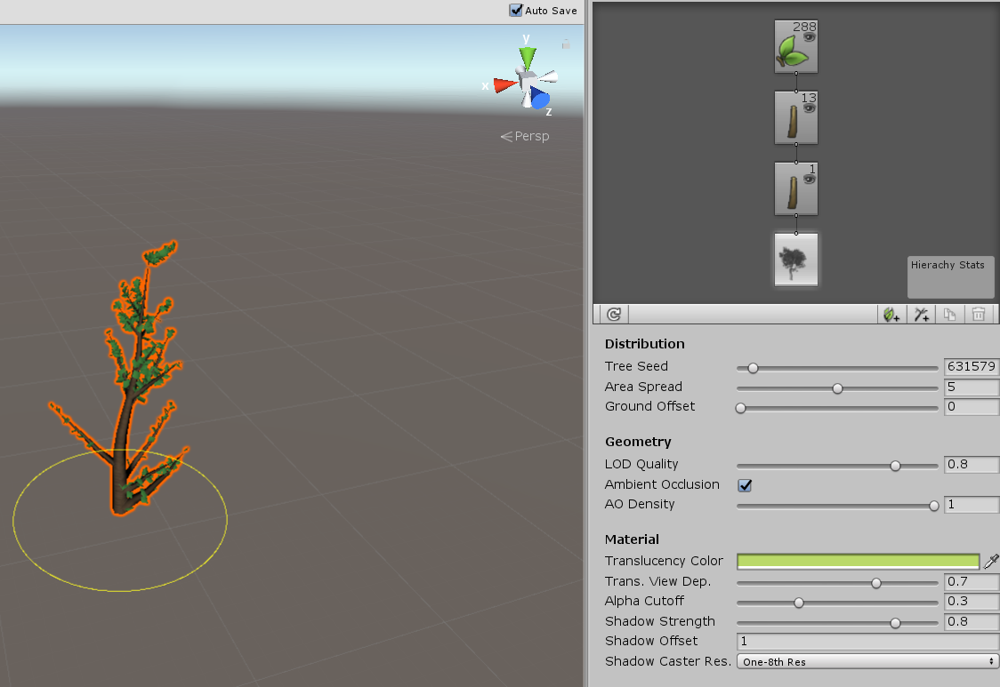 Auto Save
y
x
z
Persp
288
13
1
Hierachy Stats
Distribution
Tree Seed 631579
Area Spread 5
Ground Offset 0
Geometry
LOD Quality 0.8
Ambient Occlusion
AO Density 1
Material
Translucency Color
Trans. View Dep. 0.7
Alpha Cutoff 0.3
Shadow Strength 0.8
Shadow Offset 1
Shadow Caster Res. One-8th Res